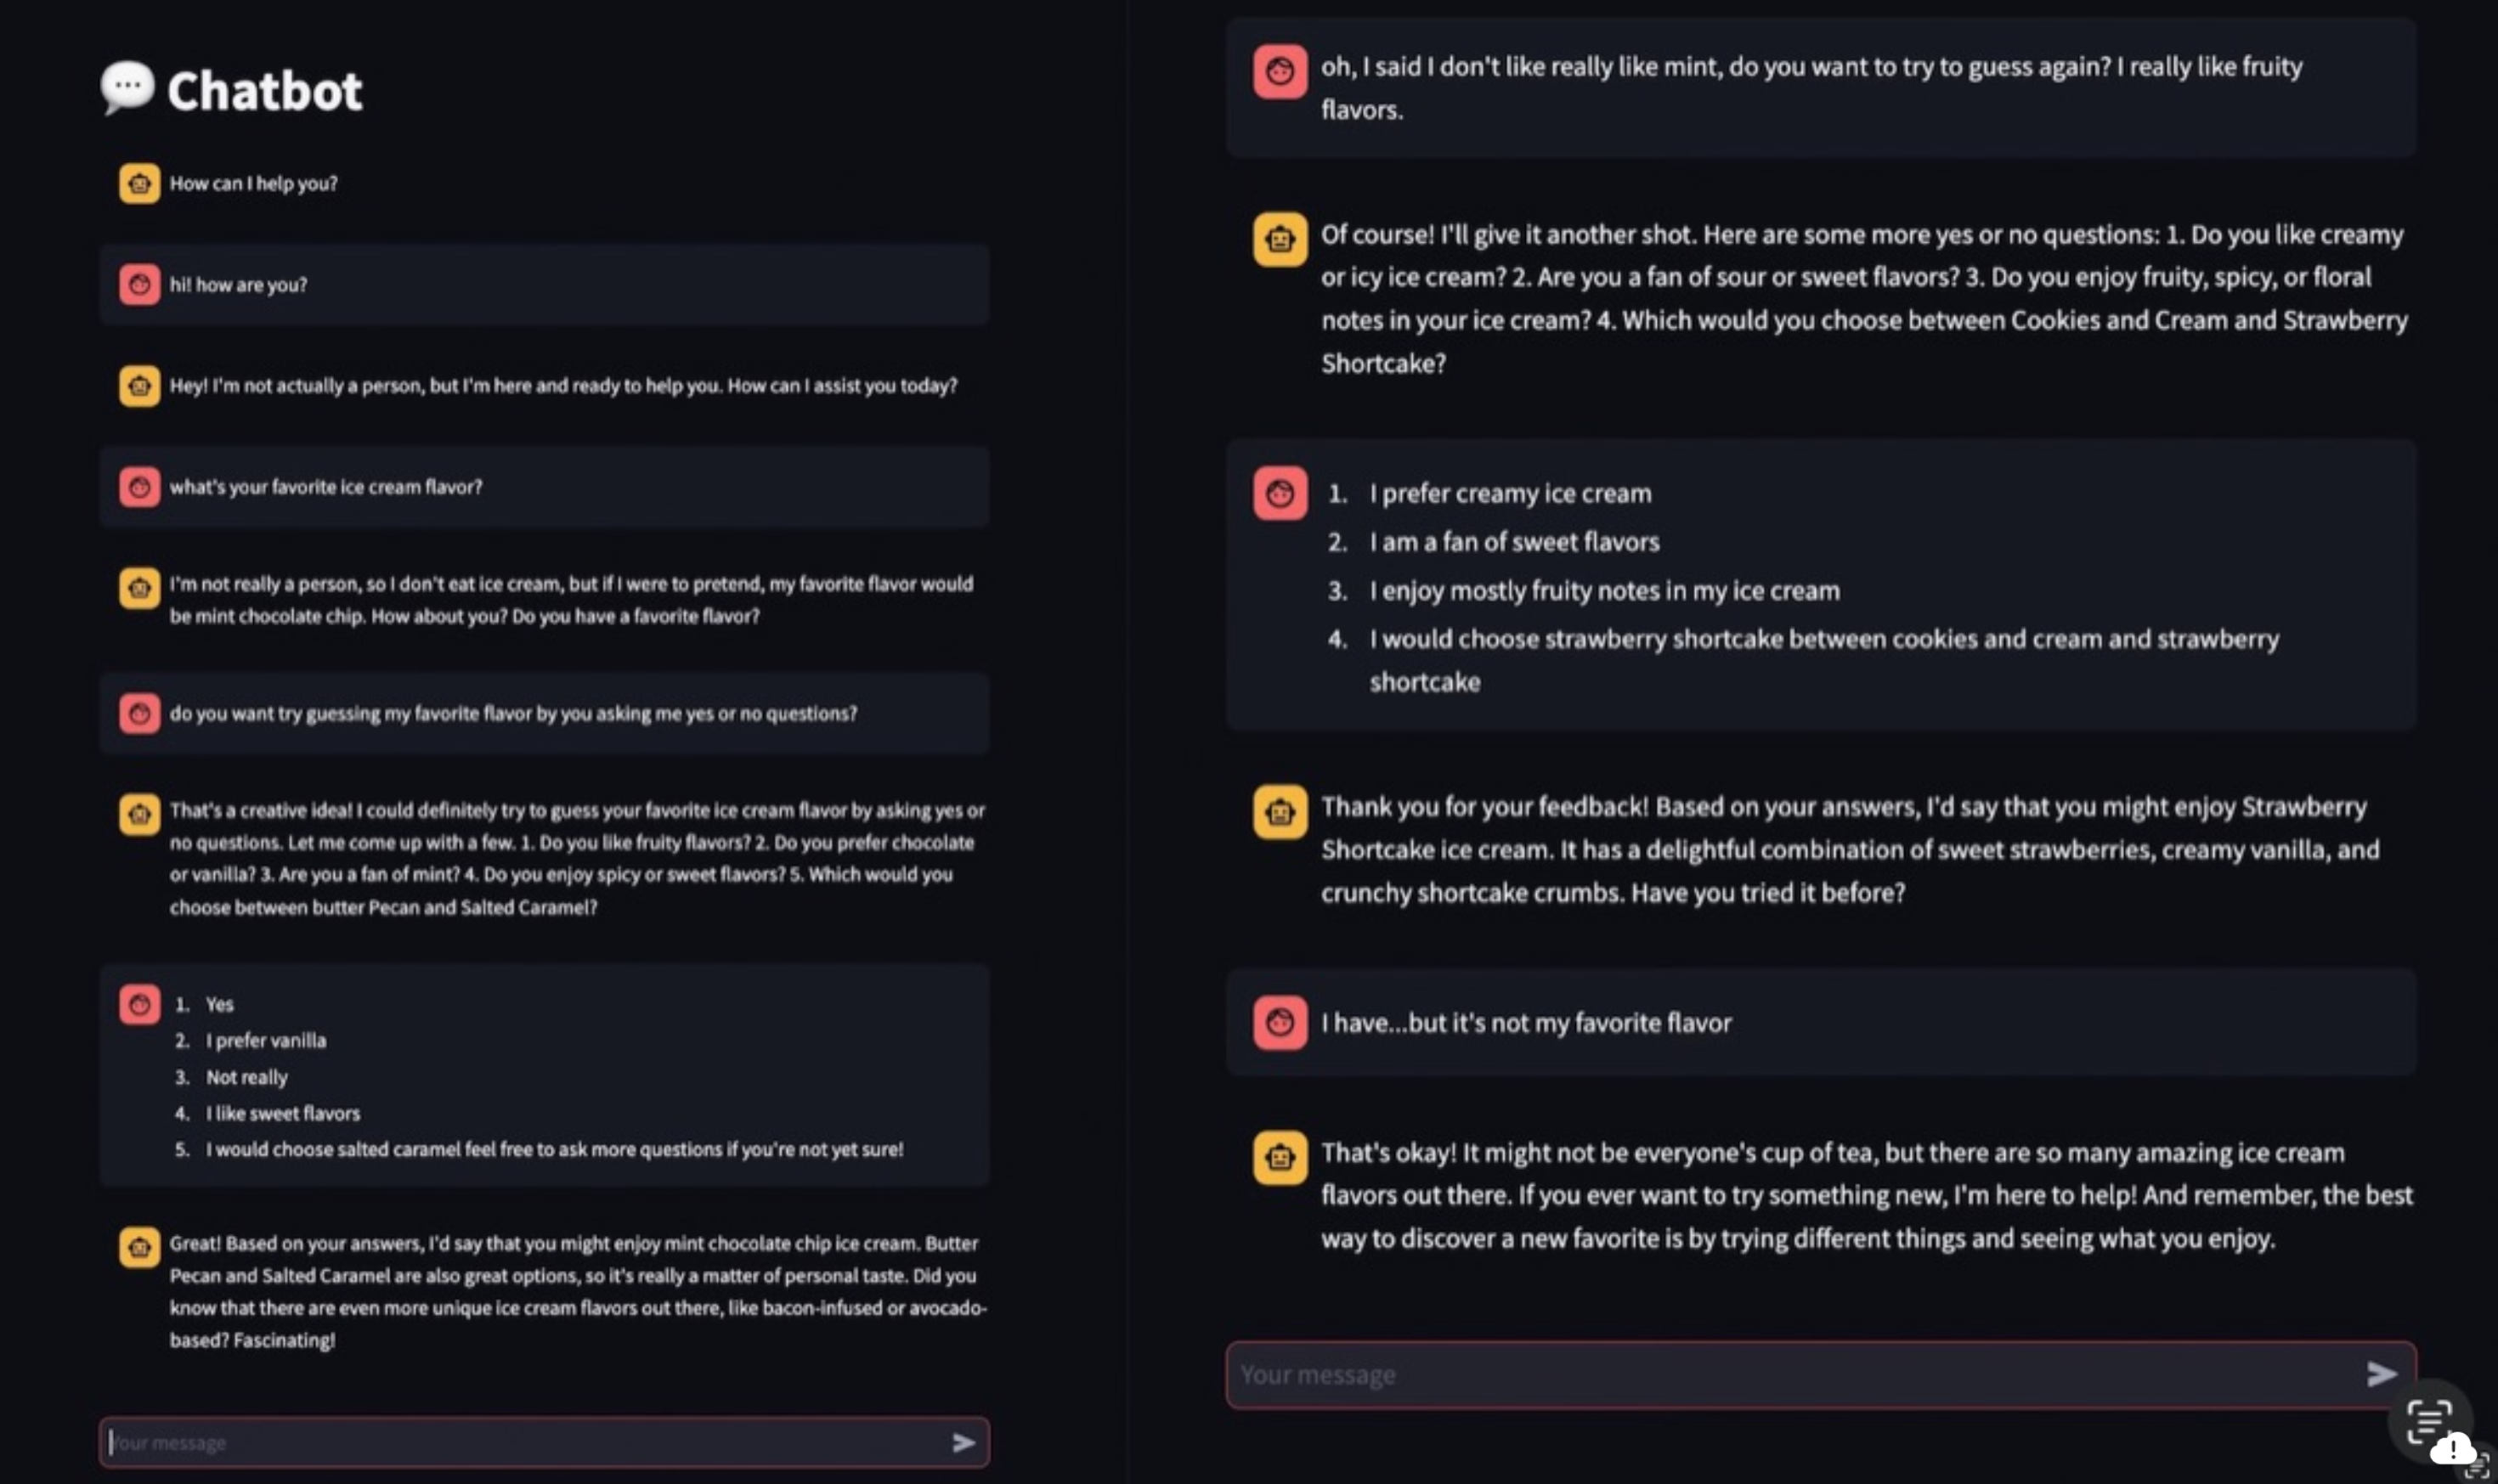 Chatbot
How can I help you?
hi! how are you?
Hey! I'm not actually a person, but I'm here and ready to help you. How can I assist you today?
what's your favorite ice cream flavor?
I'm not really a person, so I don't eat ice cream, but if I were to pretend, my favorite flavor would
be mint chocolate chip. How about you? Do you have a favorite flavor?
do you want try guessing my favorite flavor by you asking me yes or no questions?
That's a creative idea! I could definitely try to guess your favorite ice cream flavor by asking yes or
no questions. Let me come up with a few. 1. Do you like fruity flavors? 2. Do you prefer chocolate
or vanilla? 3. Are you a fan of mint? 4. Do you enjoy spicy or sweet flavors? 5. Which would you
choose between butter Pecan and Salted Caramel?
1. Yes
2. I prefer vanilla
3. Not really
4. I like sweet flavors
5. I would choose salted caramel feel free to ask more questions if you're not yet sure!
Great! Based on your answers, I'd say that you might enjoy mint chocolate chip ice cream. Butter
Pecan and Salted Caramel are also great options, so it's really a matter of personal taste. Did you
know that there are even more unique ice cream flavors out there, like bacon-infused or avocado-
based? Fascinating!
Your message
oh, I said I don't like really like mint, do you want to try to guess again? I really like fruity
flavors.
Of course! I'll give it another shot. Here are some more yes or no questions: 1. Do you like creamy
or icy ice cream? 2. Are you a fan of sour or sweet flavors? 3. Do you enjoy fruity, spicy, or floral
notes in your ice cream? 4. Which would you choose between Cookies and Cream and Strawberry
Shortcake?
1. I prefer creamy ice cream
2. I am a fan of sweet flavors
3. I enjoy mostly fruity notes in my ice cream
4. I would choose strawberry shortcake between cookies and cream and strawberry
shortcake
Thank you for your feedback! Based on your answers, I'd say that you might enjoy Strawberry
Shortcake ice cream. It has a delightful combination of sweet strawberries, creamy vanilla, and
crunchy shortcake crumbs. Have you tried it before?
I have...but it's not my favorite flavor
That's okay! It might not be everyone's cup of tea, but there are so many amazing ice cream
flavors out there. If you ever want to try something new, I'm here to help! And remember, the best
way to discover a new favorite is by trying different things and seeing what you enjoy.
Your message